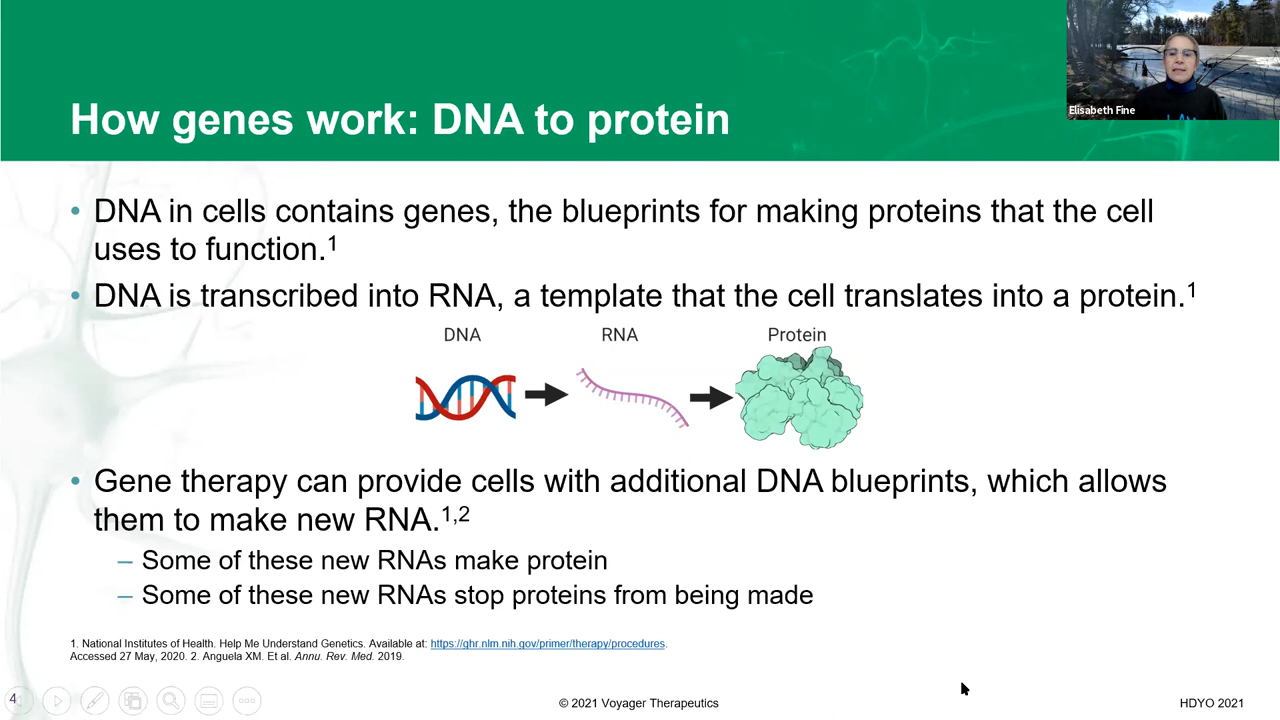 Elisabeth Fine
How genes work: DNA to protein
• DNA in cells contains genes, the blueprints for making proteins that the cell
uses to function.1
• DNA is transcribed into RNA, a template that the cell translates into a protein.1
DNA RNA Protein
• Gene therapy can provide cells with additional DNA blueprints, which allows
them to make new RNA.1,2
– Some of these new RNAs make protein
– Some of these new RNAs stop proteins from being made
1. National Institutes of Health. Help Me Understand Genetics. Available at: https://ghr.nlm.nih.gov/primer/therapy/procedures.
Accessed 27 May, 2020. 2. Anguela XM. Et al. Annu. Rev. Med. 2019.
4
© 2021 Voyager Therapeutics
HDYO 2021